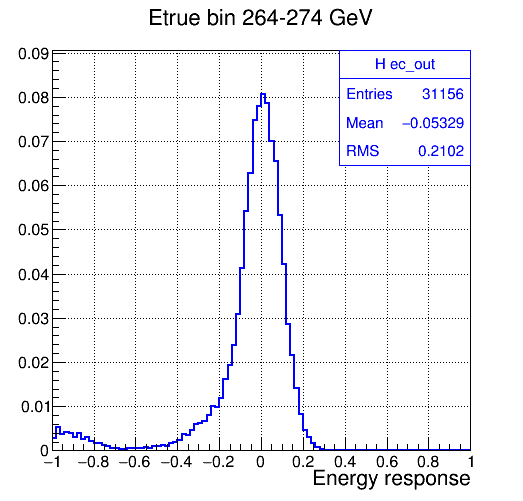 Etrue bin 264-274 GeV
H ec_out
Entries 31156
Mean −0.05329
RMS 0.2102
0.09
0.08
0.07
0.06
0.05
0.04
0.03
0.02
0.01
0
−1 −0.8 −0.6 −0.4 −0.2 0 0.2 0.4 0.6 0.8 1
Energy response